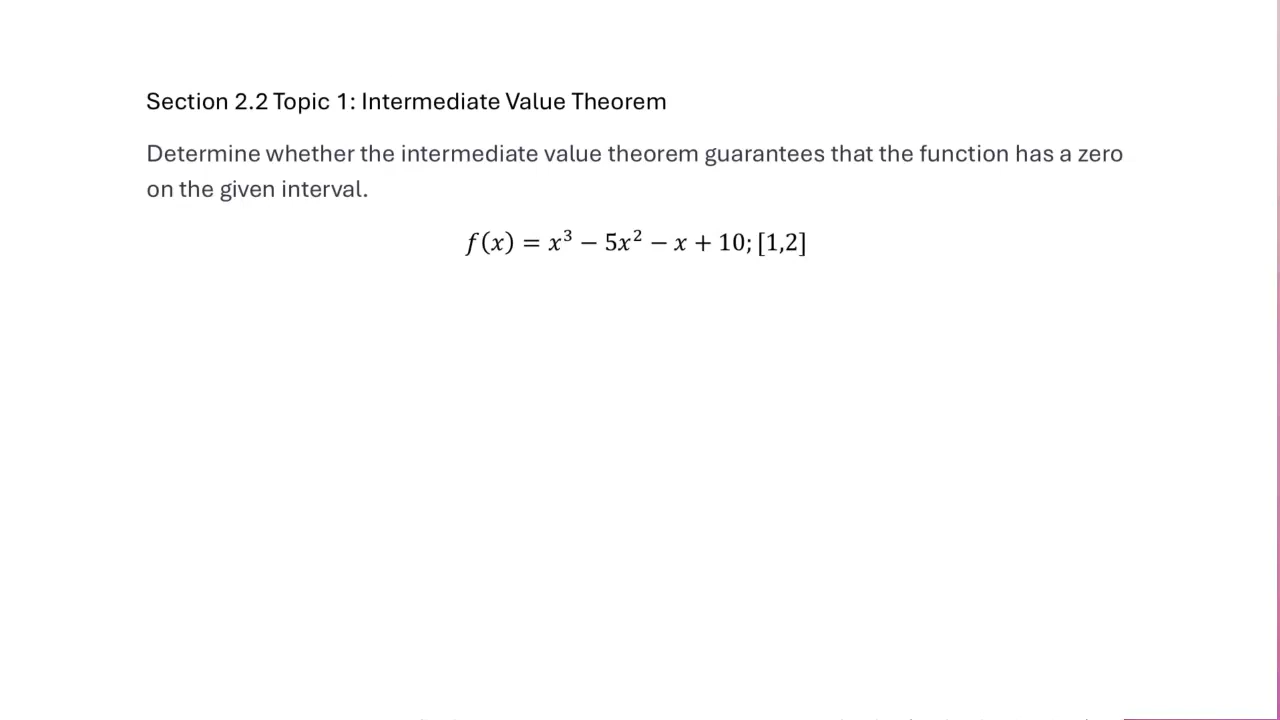 Section 2.2 Topic 1: Intermediate Value Theorem
Determine whether the intermediate value theorem guarantees that the function has a zero
on the given interval.
f(x) = x³ − 5x² − x + 10; [1,2]